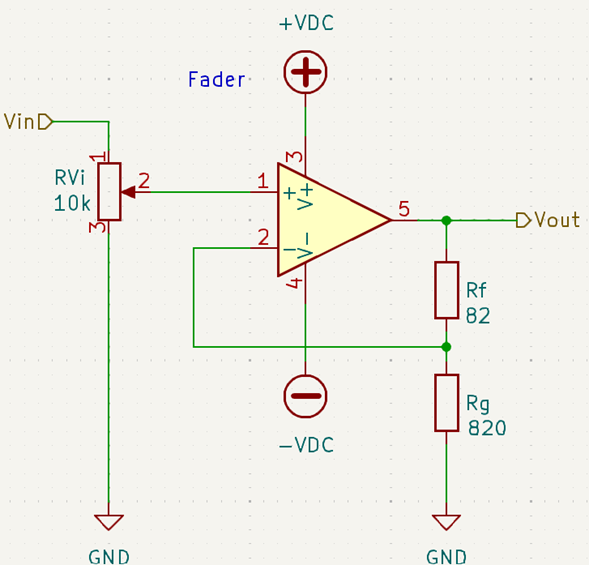 +VDC
Fader
Vin
1
3
RVi
10k
2
1
+
V+
5
Vout
3
2
−
V-
4
Rf
82
Rg
820
-VDC
GND
GND